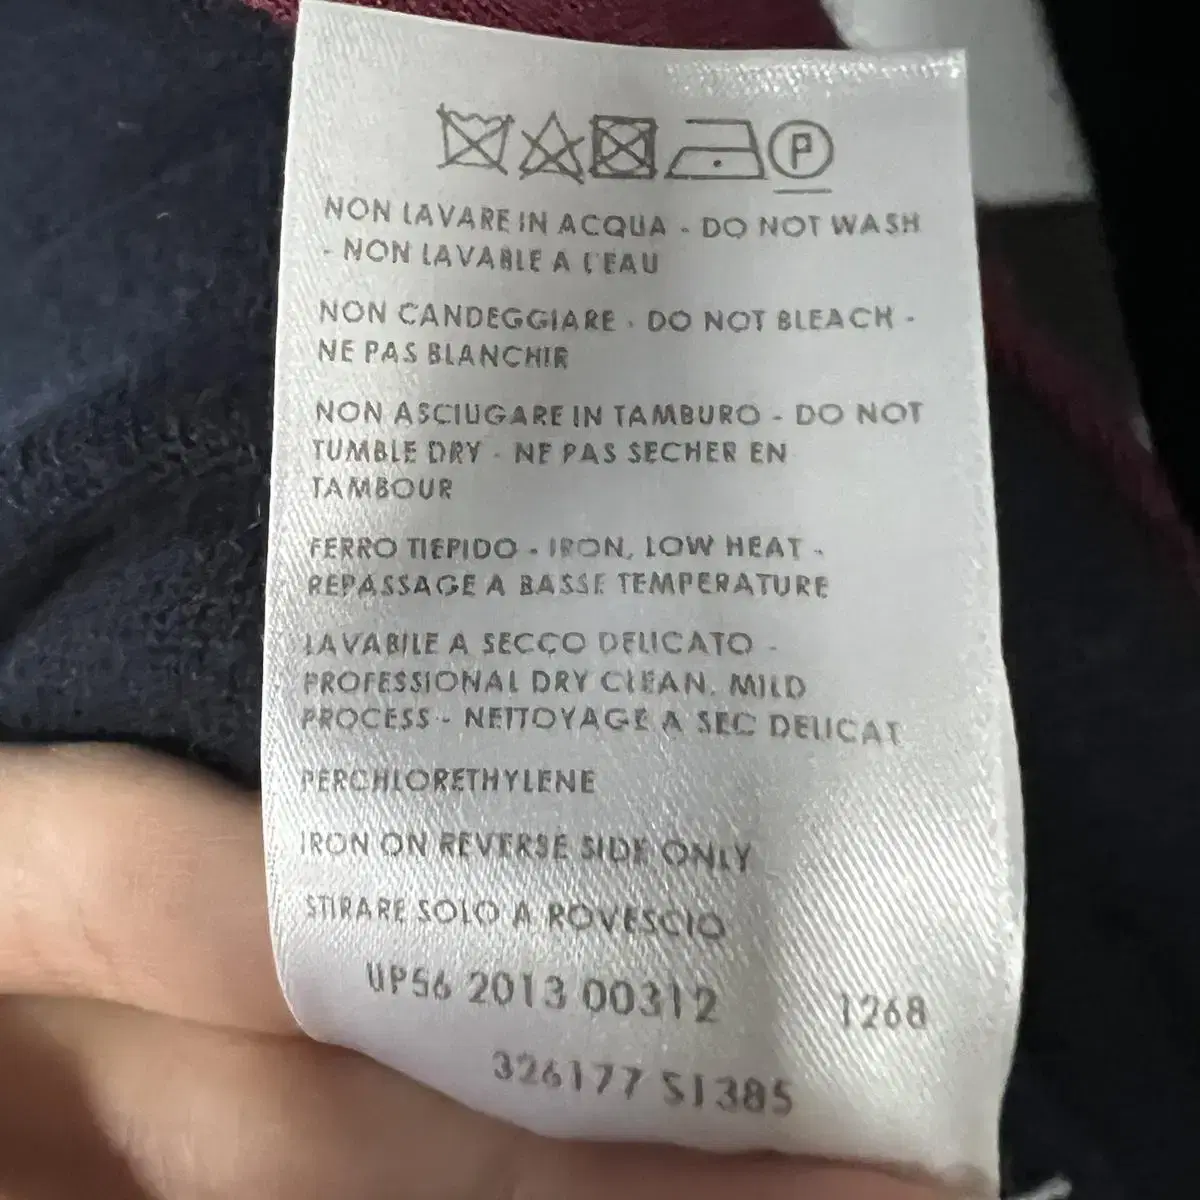 P
NON LAVARE IN ACQUA - DO NOT WASH
- NON LAVABLE A L'EAU
NON CANDEGGIARE - DO NOT BLEACH -
NE PAS BLANCHIR
NON ASCIUGARE IN TAMBURO - DO NOT
TUMBLE DRY - NE PAS SECHER EN
TAMBOUR
FERRO TIEPIDO - IRON, LOW HEAT -
REPASSAGE A BASSE TEMPERATURE
LAVABILE A SECCO DELICATO -
PROFESSIONAL DRY CLEAN, MILD
PROCESS - NETTOYAGE A SEC DELICAT
PERCHLORETHYLENE
IRON ON REVERSE SIDE ONLY
STIRARE SOLO A ROVESCIO
UP56 2013 00312 1268
326177 S1385